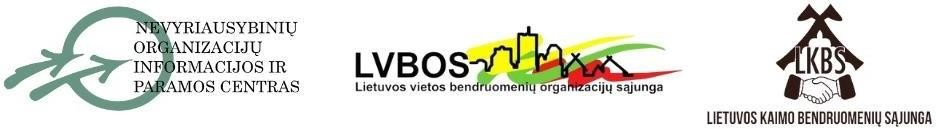 NEVYRIAUSYBINIŲ
ORGANIZACIJŲ
INFORMACIJOS IR
PARAMOS CENTRAS
LVBOS
Lietuvos vietos bendruomenių organizacijų sąjunga
LKBS
LIETUVOS KAIMO BENDRUOMENIŲ SĄJUNGA